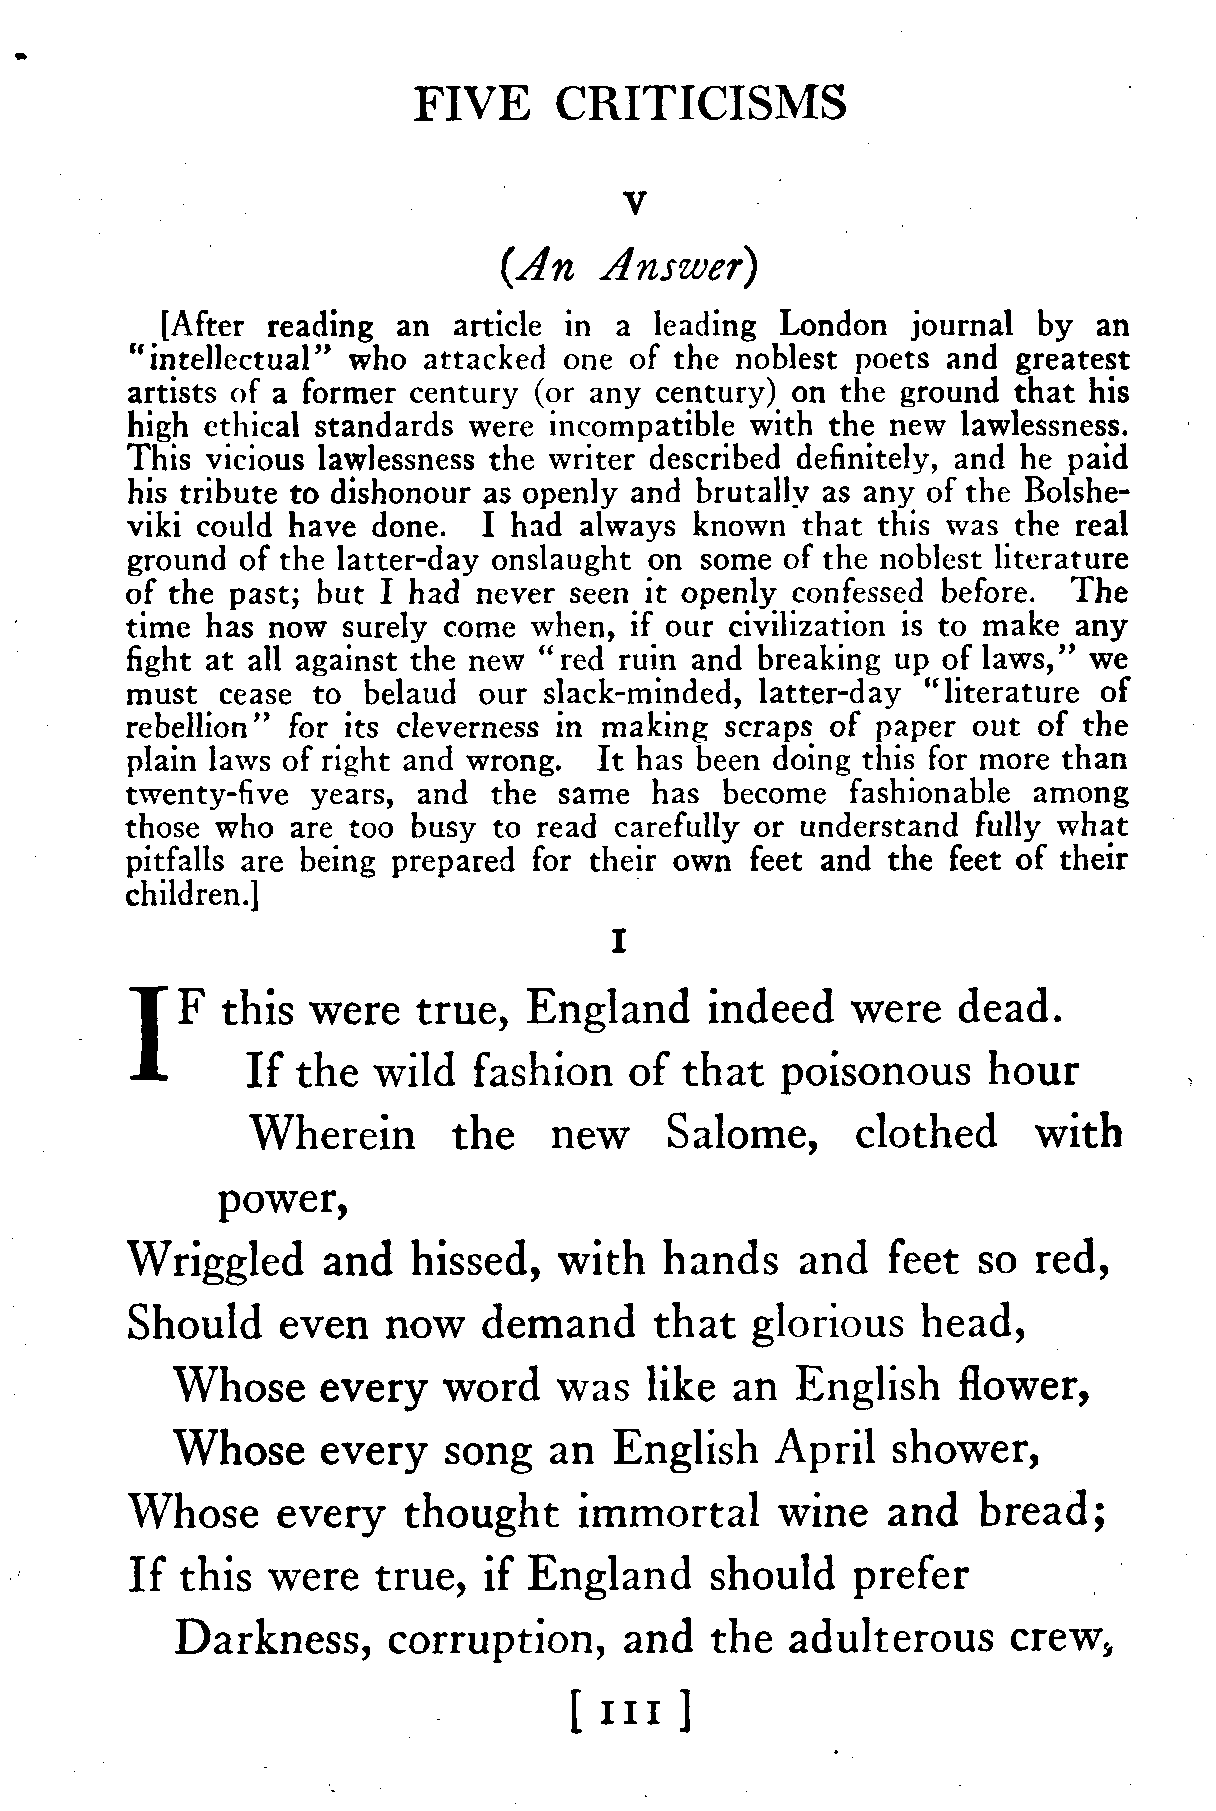 FIVE CRITICISMS
V
(An Answer)
[After reading an article in a leading London journal by an
"intellectual" who attacked one of the noblest poets and greatest
artists of a former century (or any century) on the ground that his
high ethical standards were incompatible with the new lawlessness.
This vicious lawlessness the writer described definitely, and he paid
his tribute to dishonour as openly and brutally as any of the Bolshe-
viki could have done. I had always known that this was the real
ground of the latter-day onslaught on some of the noblest literature
of the past; but I had never seen it openly confessed before. The
time has now surely come when, if our civilization is to make any
fight at all against the new "red ruin and breaking up of laws," we
must cease to belaud our slack-minded, latter-day "literature of
rebellion" for its cleverness in making scraps of paper out of the
plain laws of right and wrong. It has been doing this for more than
twenty-five years, and the same has become fashionable among
those who are too busy to read carefully or understand fully what
pitfalls are being prepared for their own feet and the feet of their
children.]
I
IF this were true, England indeed were dead.
If the wild fashion of that poisonous hour
Wherein the new Salome, clothed with
power,
Wriggled and hissed, with hands and feet so red,
Should even now demand that glorious head,
Whose every word was like an English flower,
Whose every song an English April shower,
Whose every thought immortal wine and bread;
If this were true, if England should prefer
Darkness, corruption, and the adulterous crew,
[ 111 ]